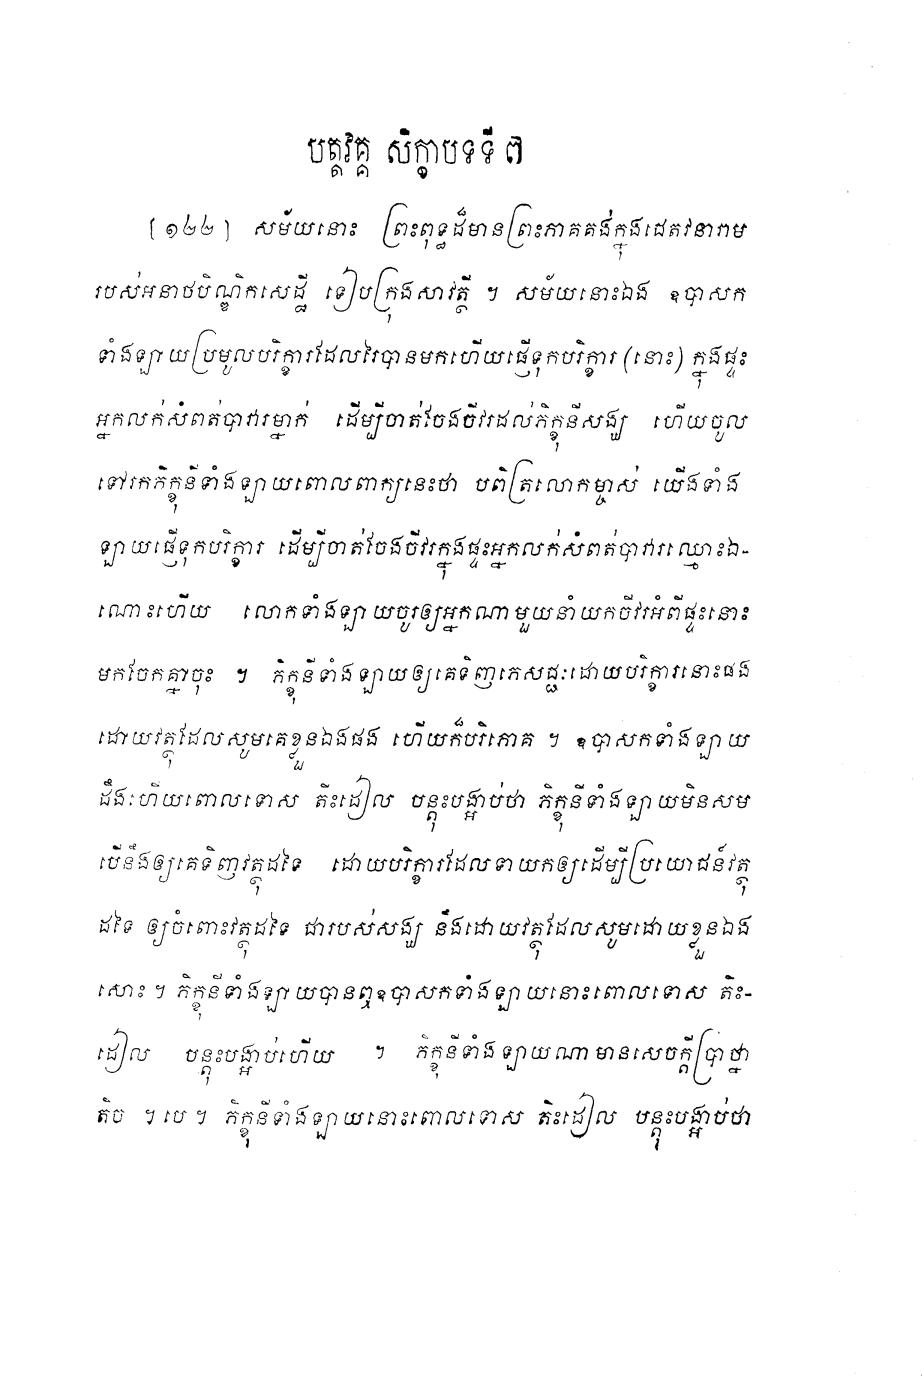 បត្តវគ្គ សិក្ខាបទទី ៧
[១២២] សម័យនោះ ព្រះពុទ្ធដ៏មានព្រះភាគគង់ក្នុងជេតវនារាម
របស់អនាថបិណ្ឌិកសេដ្ឋី ទៀបក្រុងសាវត្ថី ។ សម័យនោះឯង ឧបាសក
ទាំងឡាយប្រមូលបរិក្ខារដែលរៃបានមកហើយផ្ញើទុកបរិក្ខារ (នោះ) ក្នុងផ្ទះ
អ្នកលក់សំពត់បាវារម្នាក់ ដើម្បីចាត់ចែងចីវរដល់ភិក្ខុនីសង្ឃ ហើយចូល
ទៅរកភិក្ខុនីទាំងឡាយពោលពាក្យនេះថា បពិត្រលោកម្ចាស់ យើងទាំង
ឡាយផ្ញើទុកបរិក្ខារ ដើម្បីចាត់ចែងចីវរក្នុងផ្ទះអ្នកលក់សំពត់បាវារឈ្មោះឯ-
ណោះហើយ លោកទាំងឡាយចូរឲ្យអ្នកណាមួយនាំយកចីវរអំពីផ្ទះនោះ
មកចែកគ្នាចុះ ។ ភិក្ខុនីទាំងឡាយឲ្យគេទិញភេសជ្ជៈដោយបរិក្ខារនោះផង
ដោយវត្ថុដែលសូមគេខ្លួនឯងផង ហើយក៏បរិភោគ ។ ឧបាសកទាំងឡាយ
ដឹងហើយពោលទោស តិះដៀល បន្តុះបង្អាប់ថា ភិក្ខុនីទាំងឡាយមិនសម
បើនឹងឲ្យគេទិញវត្ថុដទៃ ដោយបរិក្ខារដែលទាយកឲ្យដើម្បីប្រយោជន៍វត្ថុ
ដទៃ ឲ្យចំពោះវត្ថុដទៃ ជារបស់សង្ឃ នឹងដោយវត្ថុដែលសូមដោយខ្លួនឯង
សោះ ។ ភិក្ខុនីទាំងឡាយបានឮឧបាសកទាំងឡាយនោះពោលទោស តិះ-
ដៀល បន្តុះបង្អាប់ហើយ ។ ភិក្ខុនីទាំងឡាយណាមានសេចក្តីប្រាថ្នា
តិច ។ បេ ។ ភិក្ខុនីទាំងឡាយនោះពោលទោស តិះដៀល បន្តុះបង្អាប់ថា